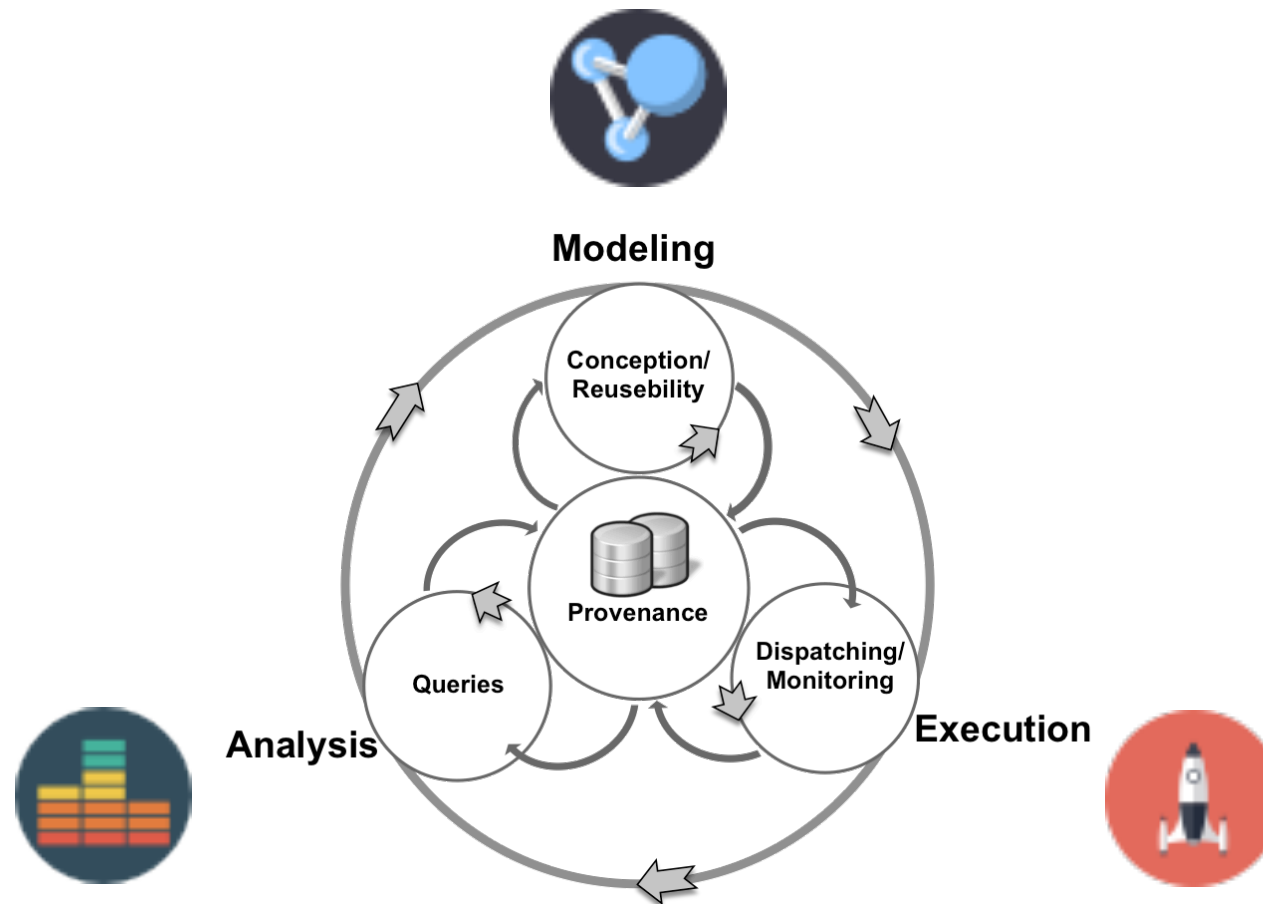 Modeling
Conception/
Reusebility
Provenance
Dispatching/
Monitoring
Queries
Execution
Analysis